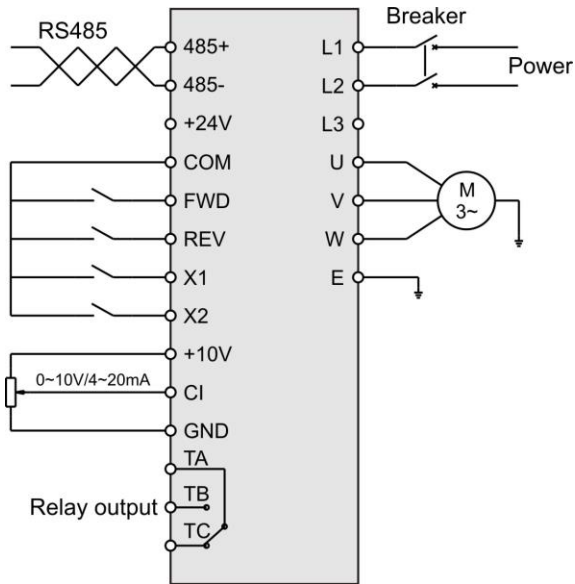 RS485
485+
485-
+24V
COM
FWD
REV
X1
X2
+10V
0~10V/4~20mA
CI
GND
TA
Relay output
TB
TC
Breaker
L1
Power
L2
L3
U
V
W
E
M
3~